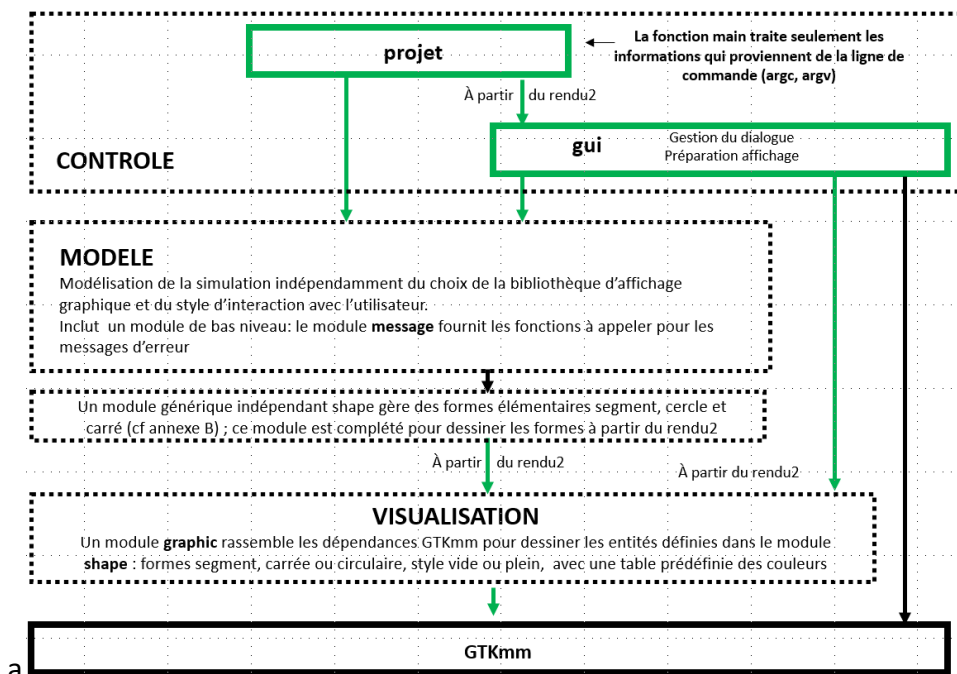 projet
La fonction main traite seulement les
informations qui proviennent de la ligne de
commande (argc, argv)
À partir du rendu2
gui
Gestion du dialogue
Préparation affichage
CONTROLE
MODELE
Modélisation de la simulation indépendamment du choix de la bibliothèque d'affichage
graphique et du style d'interaction avec l'utilisateur.
Inclut un module de bas niveau: le module message fournit les fonctions à appeler pour les
messages d'erreur
Un module générique indépendant shape gère des formes élémentaires segment, cercle et
carré (cf annexe B) ; ce module est complété pour dessiner les formes à partir du rendu2
À partir du rendu2
À partir du rendu2
VISUALISATION
Un module graphic rassemble les dépendances GTKmm pour dessiner les entités définies dans le module
shape : formes segment, carrée ou circulaire, style vide ou plein, avec une table prédéfinie des couleurs
GTKmm
a